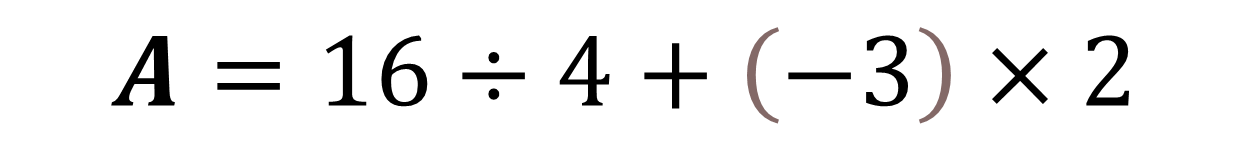 A = 16 ÷ 4 + (−3) × 2